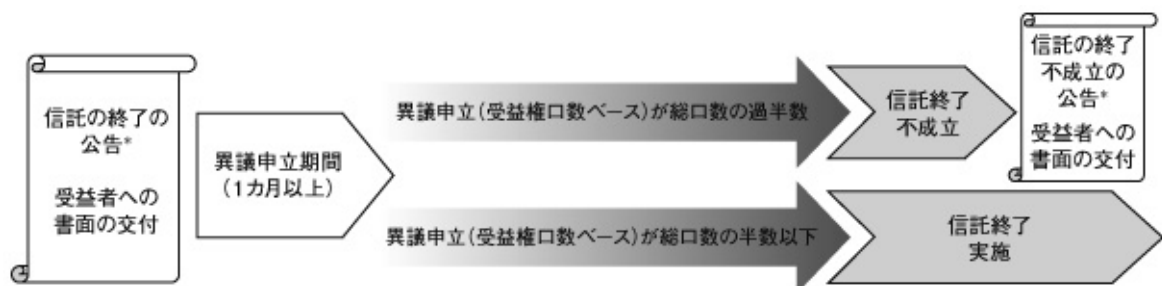 信託の終了の
公告*
受益者への
書面の交付
異議申立期間
(1カ月以上)
異議申立(受益権口数ベース)が総口数の過半数
信託終了
不成立
信託の終了
不成立の
公告*
受益者への
書面の交付
異議申立(受益権口数ベース)が総口数の半数以下
信託終了
実施